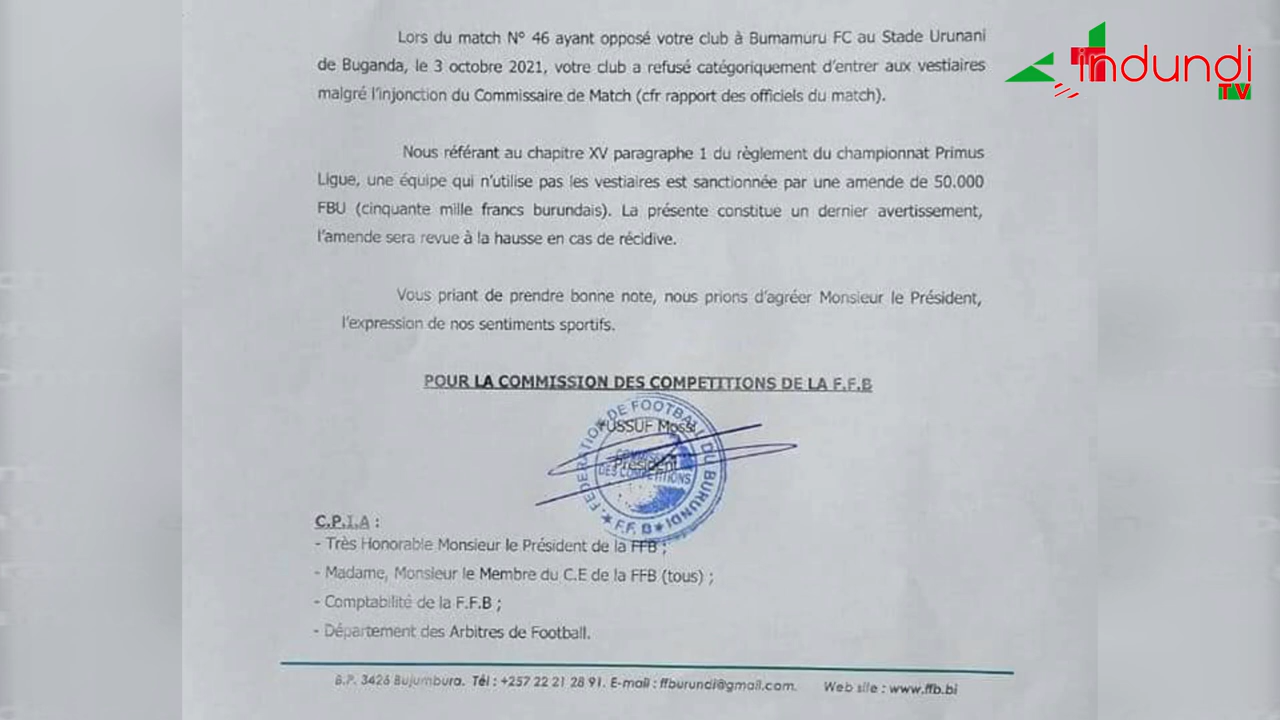 Lors du match N° 46 ayant opposé votre club à Bumamuru FC au Stade Urunani
de Buganda, le 3 octobre 2021, votre club a refusé catégoriquement d'entrer aux vestiaires
malgré l'injonction du Commissaire de Match (cfr rapport des officiels du match).
Nous référant au chapitre XV paragraphe 1 du règlement du championnat Primus
Ligue, une équipe qui n'utilise pas les vestiaires est sanctionnée par une amende de 50.000
FBU (cinquante mille francs burundais). La présente constitue un dernier avertissement,
l'amende sera revue à la hausse en cas de récidive.
Vous priant de prendre bonne note, nous prions d'agréer Monsieur le Président,
l'expression de nos sentiments sportifs.
POUR LA COMMISSION DES COMPETITIONS DE LA F.F.B
FEDERATION DE FOOTBALL DU BURUNDI
YUSSUF Mossi
Président
DES COMPETITIONS
★ F.F.B ★
C.P.I.A :
- Très Honorable Monsieur le Président de la FFB ;
- Madame, Monsieur le Membre du C.E de la FFB (tous) ;
- Comptabilité de la F.F.B ;
- Département des Arbitres de Football.
B.P. 3426 Bujumbura. Tél : +257 22 21 28 91. E-mail : ffburundi@gmail.com. Web site : www.ffb.bi
indundi
TV